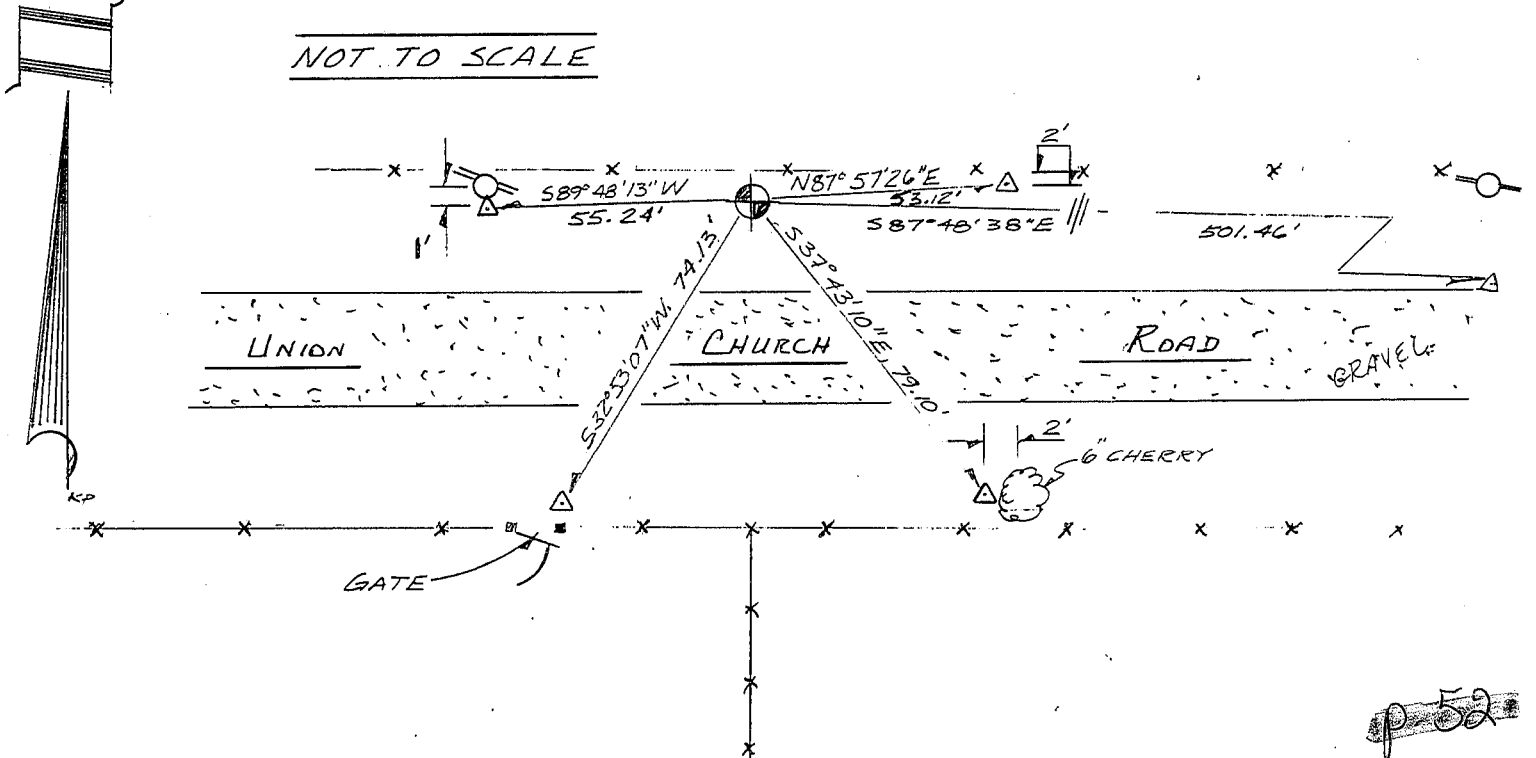 NOT TO SCALE
2'
S89°48'13"W
55.24'
1'
N87°57'26"E
53.12'
S87°48'38"E
501.46'
S32°53'07"W, 74.13'
S37°43'10"E, 79.10'
UNION CHURCH ROAD
GRAVEL
2'
6" CHERRY
KP
GATE
p-52